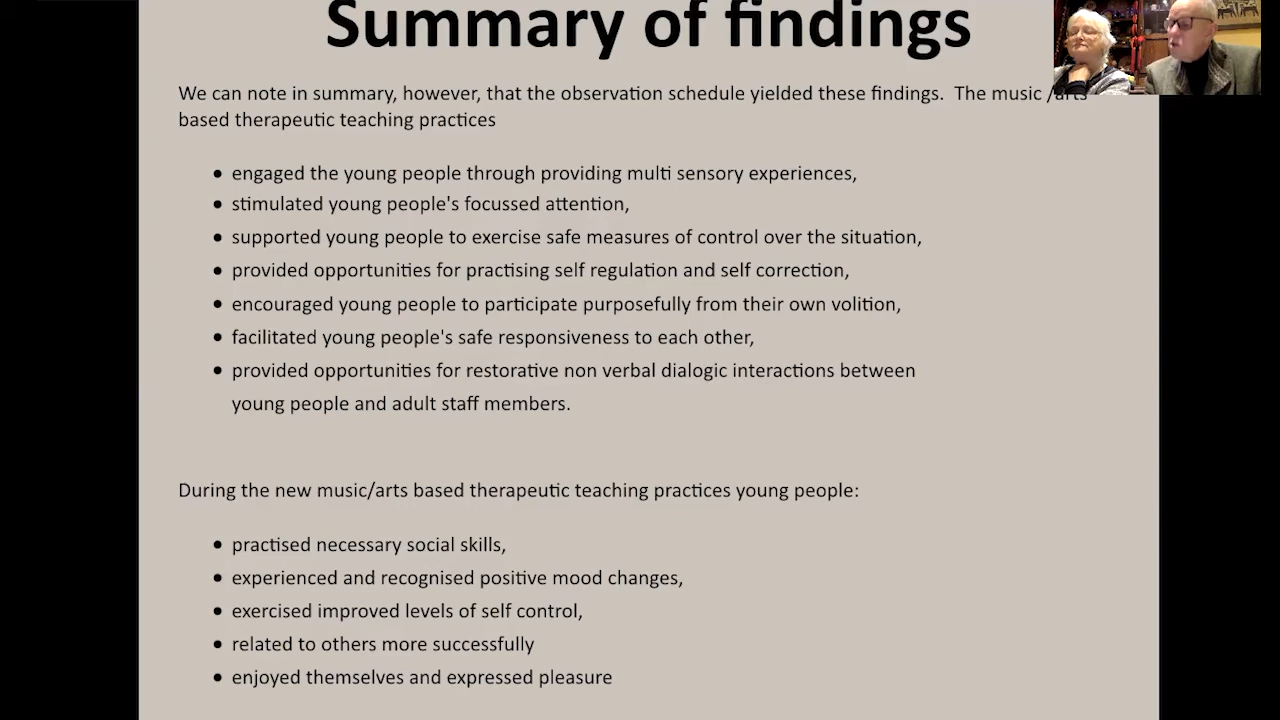 Summary of findings
We can note in summary, however, that the observation schedule yielded these findings.  The music /arts
based therapeutic teaching practices
• engaged the young people through providing multi sensory experiences,
• stimulated young people's focussed attention,
• supported young people to exercise safe measures of control over the situation,
• provided opportunities for practising self regulation and self correction,
• encouraged young people to participate purposefully from their own volition,
• facilitated young people's safe responsiveness to each other,
• provided opportunities for restorative non verbal dialogic interactions between
young people and adult staff members.
During the new music/arts based therapeutic teaching practices young people:
• practised necessary social skills,
• experienced and recognised positive mood changes,
• exercised improved levels of self control,
• related to others more successfully
• enjoyed themselves and expressed pleasure